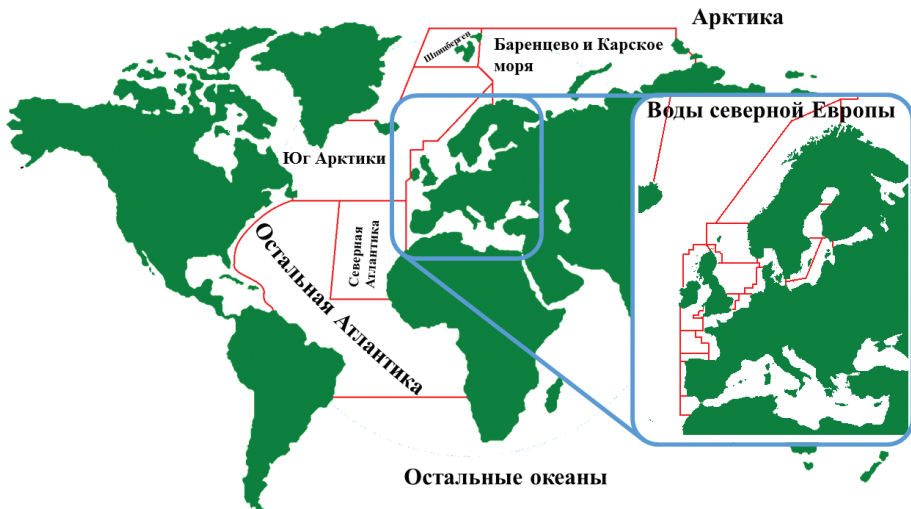 Арктика
Шпицберген
Баренцево и Карское
моря
Воды северной Европы
Юг Арктики
Остальная Атлантика
Северная
Атлантика
Остальные океаны